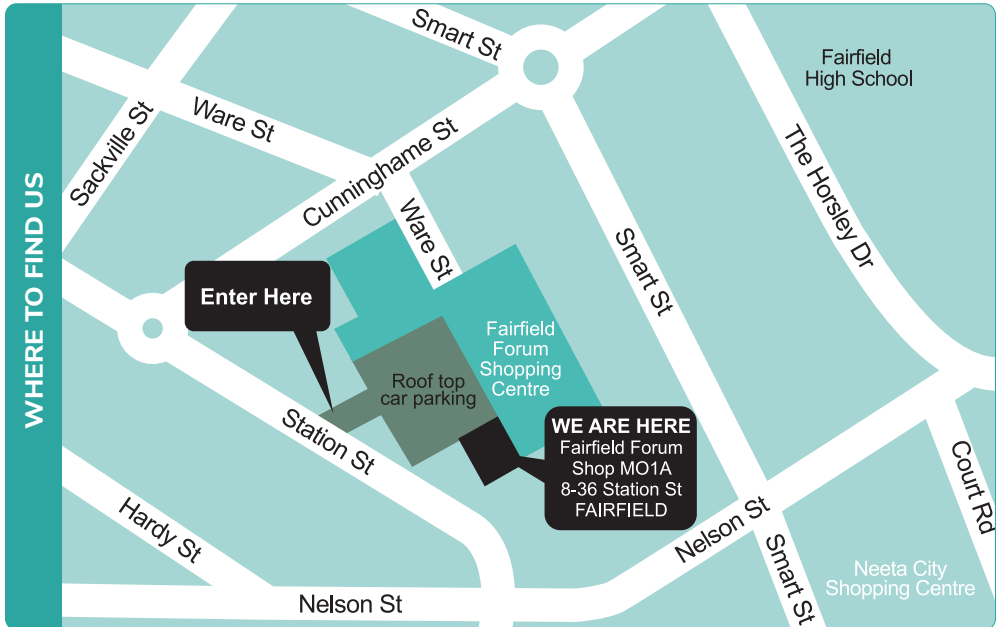 WHERE TO FIND US
Smart St
Fairfield
High School
Ware St
Sackville St
Cunninghame St
The Horsley Dr
Ware St
Smart St
Enter Here
Fairfield
Forum
Shopping
Centre
Roof top
car parking
WE ARE HERE
Fairfield Forum
Shop MO1A
8-36 Station St
FAIRFIELD
Station St
Court Rd
Hardy St
Nelson St
Smart St
Neeta City
Shopping Centre
Nelson St